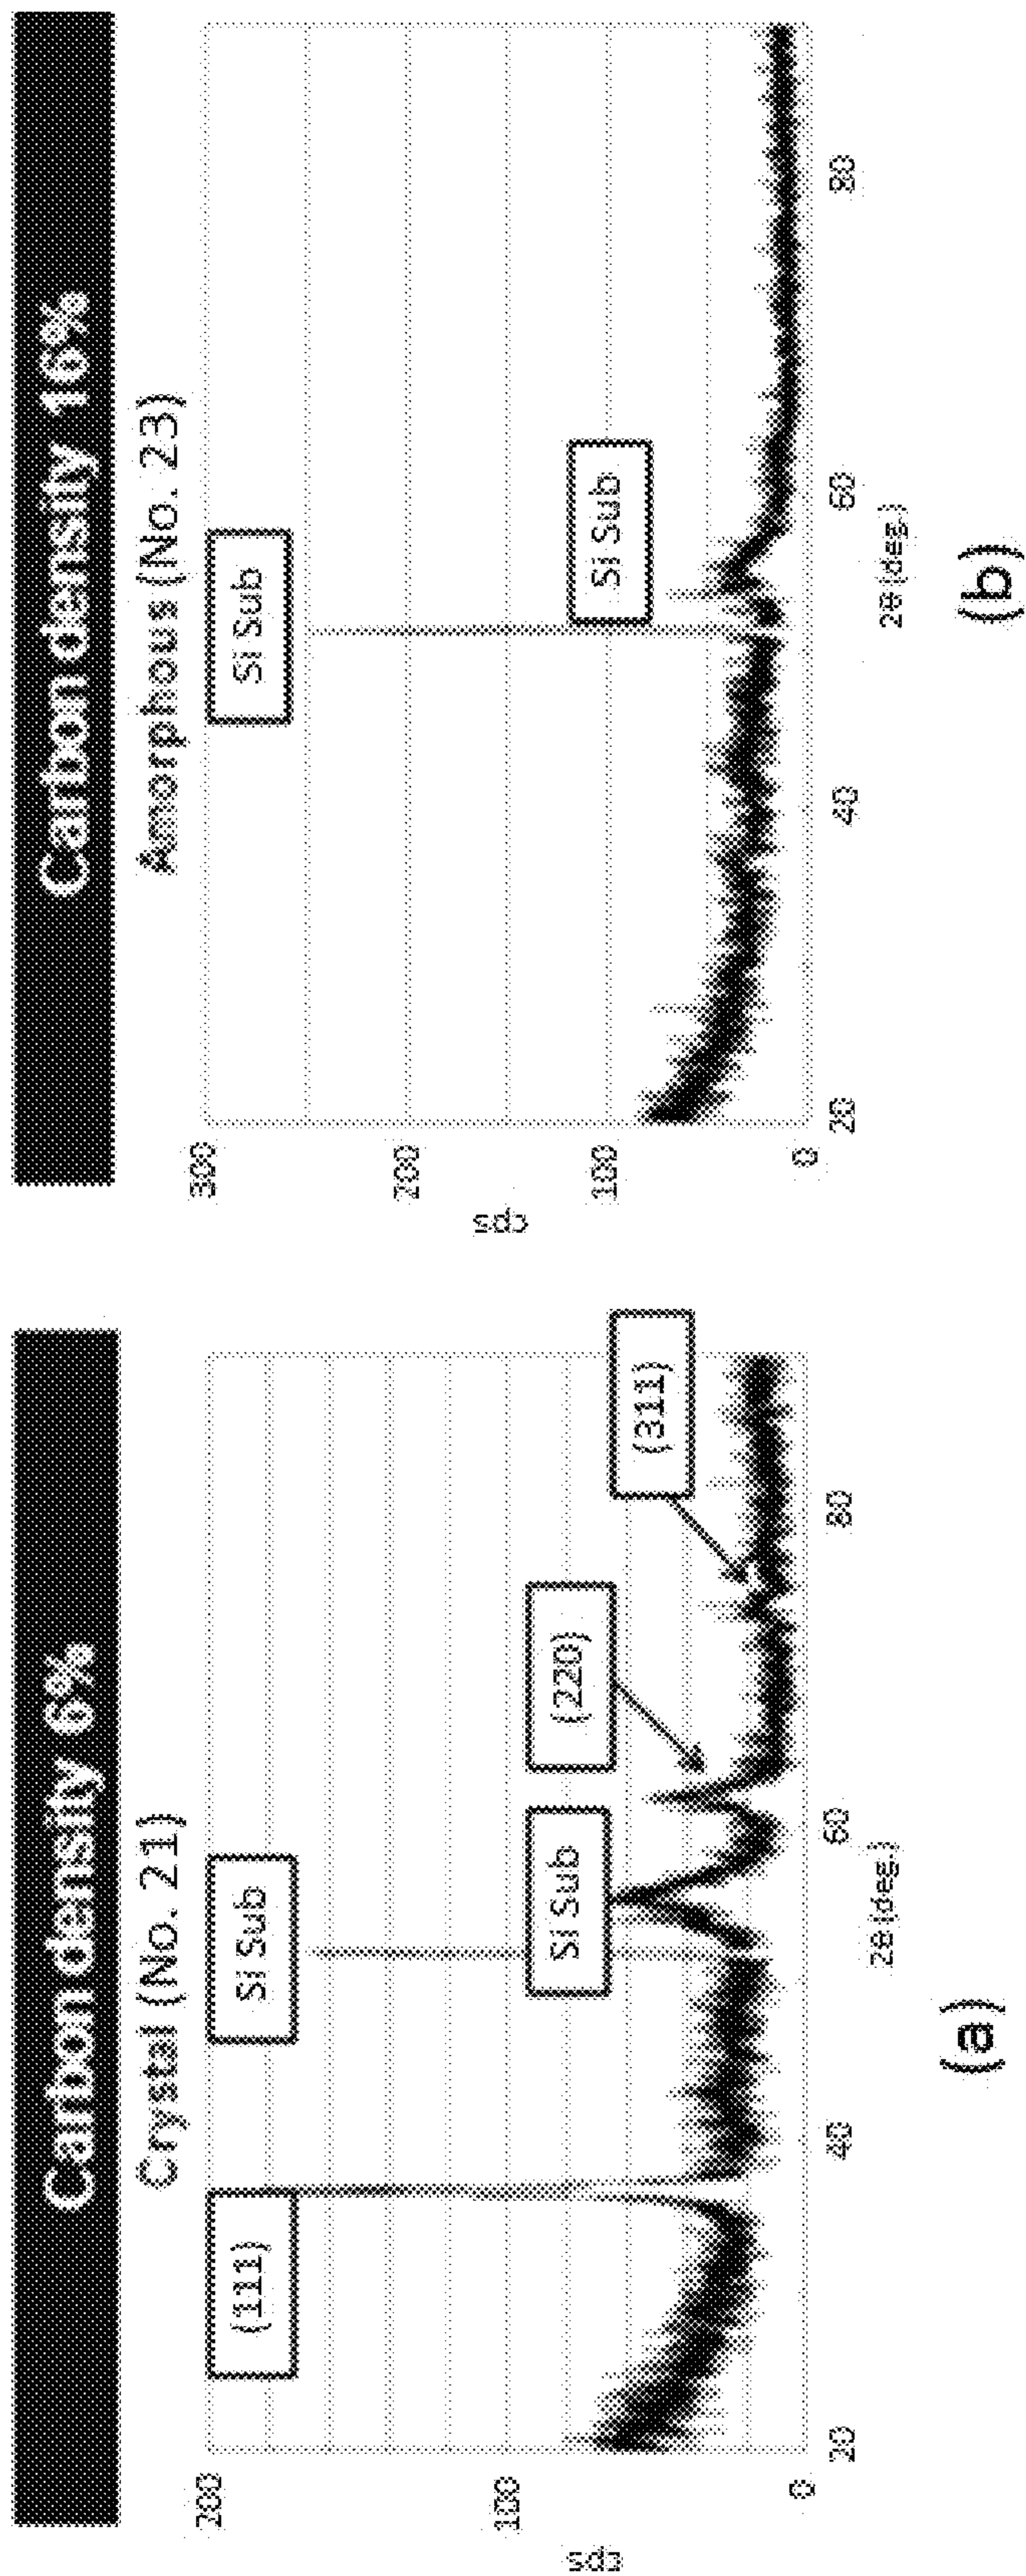 Carbon density 6%
Crystal (No. 21)
(111)
Si Sub
Si Sub
(220)
(311)
200
100
0
cps
20
40
60
80
2θ (deg.)
(a)
Carbon density 16%
Amorphous (No. 23)
Si Sub
Si Sub
300
200
100
0
cps
20
40
60
80
2θ (deg.)
(b)